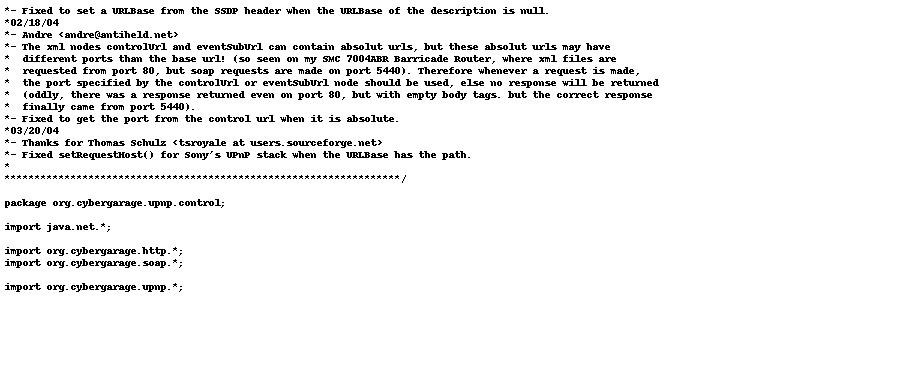 *- Fixed to set a URLBase from the SSDP header when the URLBase of the description is null.
*02/18/04
*- Andre <andre@antiheld.net>
*- The xml nodes controlUrl and eventSubUrl can contain absolut urls, but these absolut urls may have
*  different ports than the base url! (so seen on my SMC 7004ABR Barricade Router, where xml files are
*  requested from port 80, but soap requests are made on port 5440). Therefore whenever a request is made,
*  the port specified by the controlUrl or eventSubUrl node should be used, else no response will be returned
*  (oddly, there was a response returned even on port 80, but with empty body tags. but the correct response
*  finally came from port 5440).
*- Fixed to get the port from the control url when it is absolute.
*03/20/04
*- Thanks for Thomas Schulz <tsroyale at users.sourceforge.net>
*- Fixed setRequestHost() for Sony's UPnP stack when the URLBase has the path.
*
******************************************************************/
package org.cybergarage.upnp.control;
import java.net.*;
import org.cybergarage.http.*;
import org.cybergarage.soap.*;
import org.cybergarage.upnp.*;